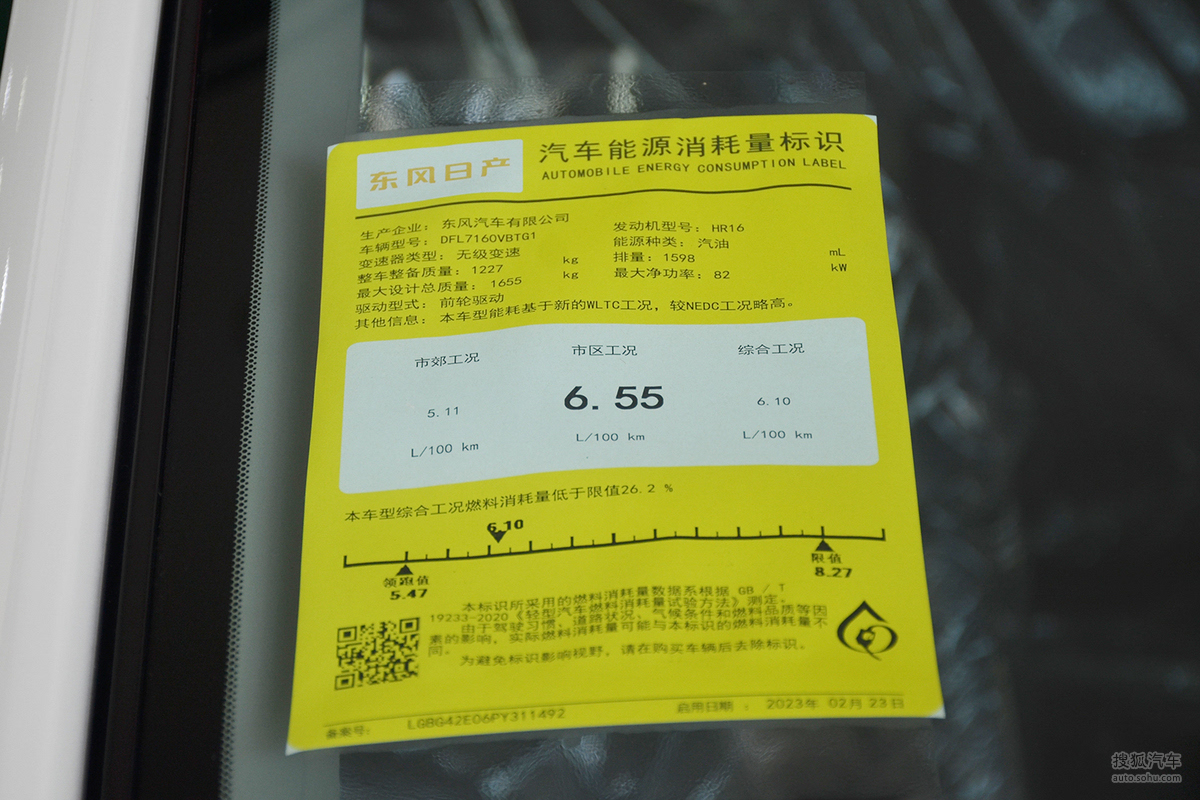 东风日产
汽车能源消耗量标识
AUTOMOBILE ENERGY CONSUMPTION LABEL
生产企业: 东风汽车有限公司
车辆型号: DFL7160VBTG1
变速器类型: 无级变速
整车整备质量: 1227 kg
最大设计总质量: 1655 kg
驱动型式: 前轮驱动
其他信息: 本车型能耗基于新的WLTC工况，较NEDC工况略高。
发动机型号: HR16
能源种类: 汽油
排量: 1598 mL
最大净功率: 82 kW
市郊工况 市区工况 综合工况
5.11 6.55 6.10
L/100 km L/100 km L/100 km
本车型综合工况燃料消耗量低于限值26.2 %
6.10
领跑值 限值
5.47 8.27
本标识所采用的燃料消耗量数据系根据 GB / T
19233-2020《轻型汽车燃料消耗量试验方法》测定。
由于驾驶习惯、道路状况、气候条件和燃料品质等因
素的影响，实际燃料消耗量可能与本标识的燃料消耗量不
同。
为避免标识影响视野，请在购买车辆后去除标识。
备案号: LGBG42E06PY311492 启用日期 : 2023年 02月 23日
搜狐汽车
auto.sohu.com